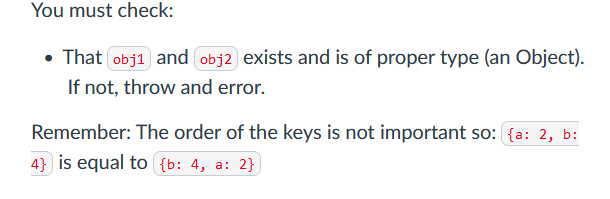 You must check:
• That obj1 and obj2 exists and is of proper type (an Object).
If not, throw and error.
Remember: The order of the keys is not important so: {a: 2, b:
4} is equal to {b: 4, a: 2}